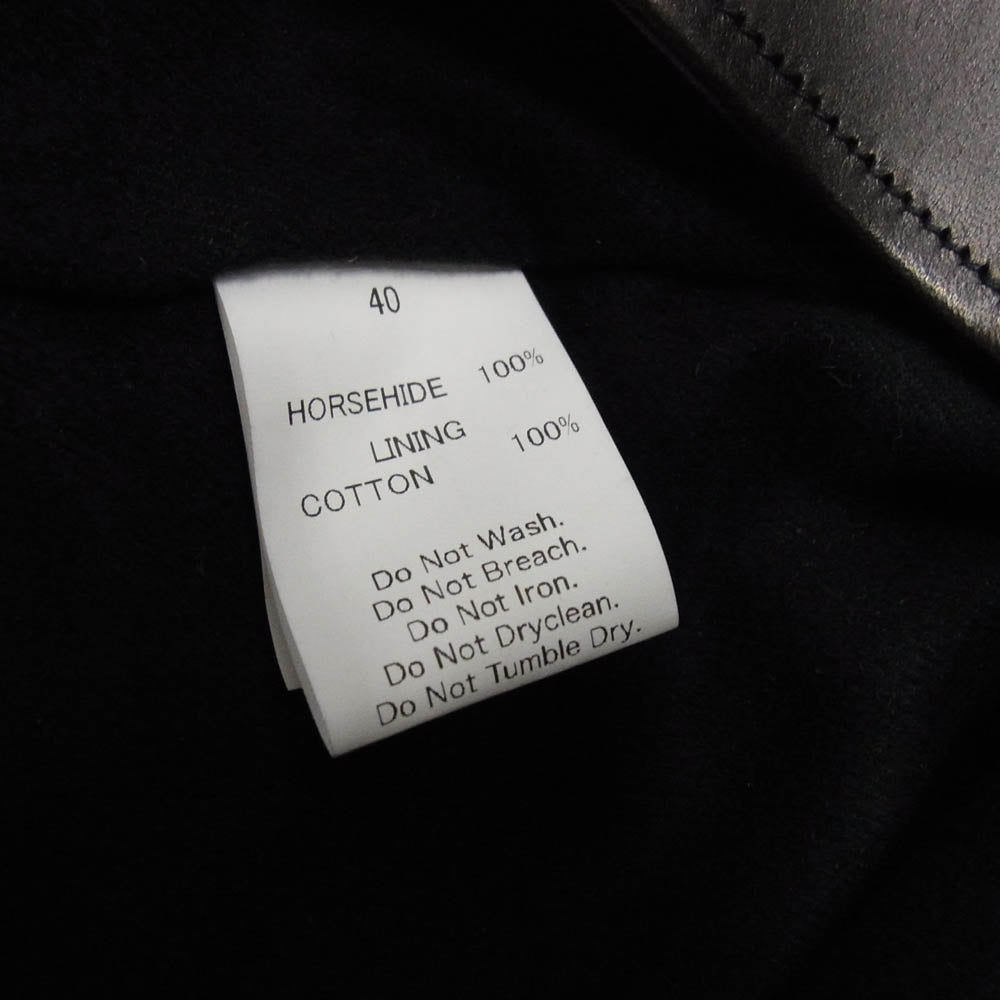 40
HORSEHIDE 100%
LINING
COTTON 100%
Do Not Wash.
Do Not Breach.
Do Not Iron.
Do Not Dryclean.
Do Not Tumble Dry.